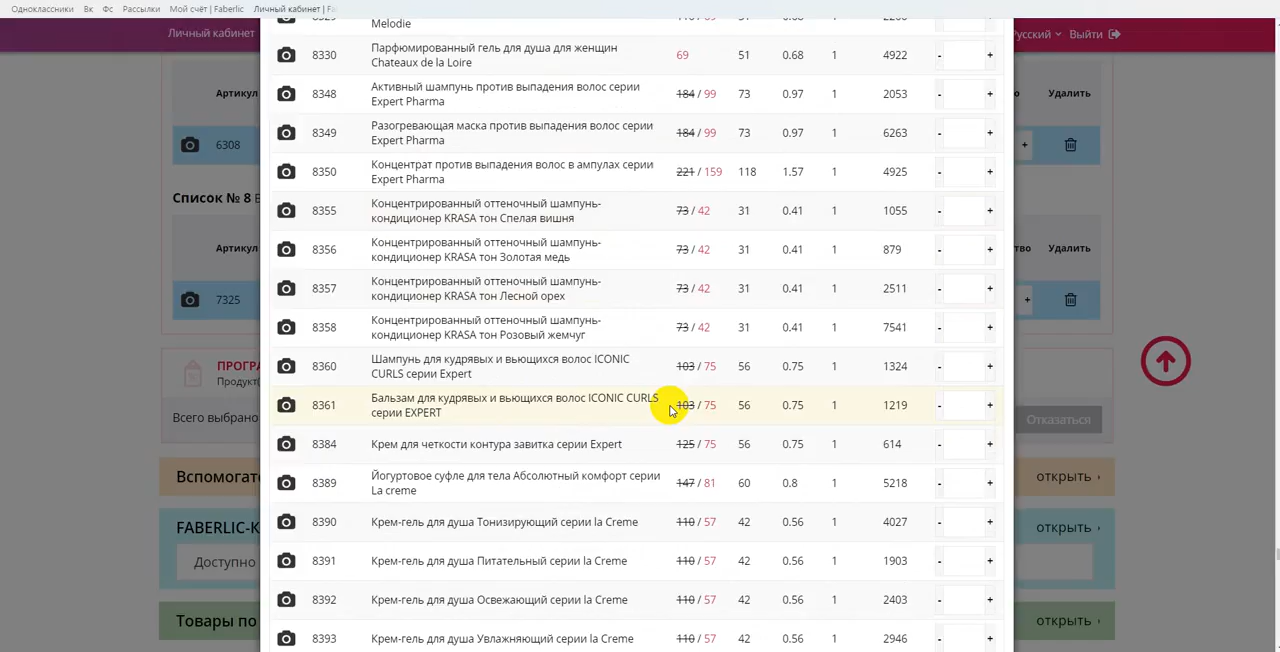 Одноклассники Вк Фс Рассылки Мой счёт | Faberlic Личный кабинет | Fa
Личный кабинет
Русский Выйти
Артикул
Удалить
6308 +
Список № 8
Артикул
тво Удалить
7325 +
ПРОГРА
Продукт
Всего выбрано
Отказаться
Вспомогат открыть ›
FABERLIC-К открыть ›
Доступно
Товары по открыть ›
Melodie
8330 Парфюмированный гель для душа для женщин 69 51 0.68 1 4922 - +
Chateaux de la Loire
8348 Активный шампунь против выпадения волос серии 184 / 99 73 0.97 1 2053 - +
Expert Pharma
8349 Разогревающая маска против выпадения волос серии 184 / 99 73 0.97 1 6263 - +
Expert Pharma
8350 Концентрат против выпадения волос в ампулах серии 221 / 159 118 1.57 1 4925 - +
Expert Pharma
8355 Концентрированный оттеночный шампунь- 73 / 42 31 0.41 1 1055 - +
кондиционер KRASA тон Спелая вишня
8356 Концентрированный оттеночный шампунь- 73 / 42 31 0.41 1 879 - +
кондиционер KRASA тон Золотая медь
8357 Концентрированный оттеночный шампунь- 73 / 42 31 0.41 1 2511 - +
кондиционер KRASA тон Лесной орех
8358 Концентрированный оттеночный шампунь- 73 / 42 31 0.41 1 7541 - +
кондиционер KRASA тон Розовый жемчуг
8360 Шампунь для кудрявых и вьющихся волос ICONIC 103 / 75 56 0.75 1 1324 - +
CURLS серии Expert
8361 Бальзам для кудрявых и вьющихся волос ICONIC CURLS 103 / 75 56 0.75 1 1219 - +
серии EXPERT
8384 Крем для четкости контура завитка серии Expert 125 / 75 56 0.75 1 614 - +
8389 Йогуртовое суфле для тела Абсолютный комфорт серии 147 / 81 60 0.8 1 5218 - +
La creme
8390 Крем-гель для душа Тонизирующий серии la Creme 110 / 57 42 0.56 1 4027 - +
8391 Крем-гель для душа Питательный серии la Creme 110 / 57 42 0.56 1 1903 - +
8392 Крем-гель для душа Освежающий серии la Creme 110 / 57 42 0.56 1 2403 - +
8393 Крем-гель для душа Увлажняющий серии la Creme 110 / 57 42 0.56 1 2946 - +